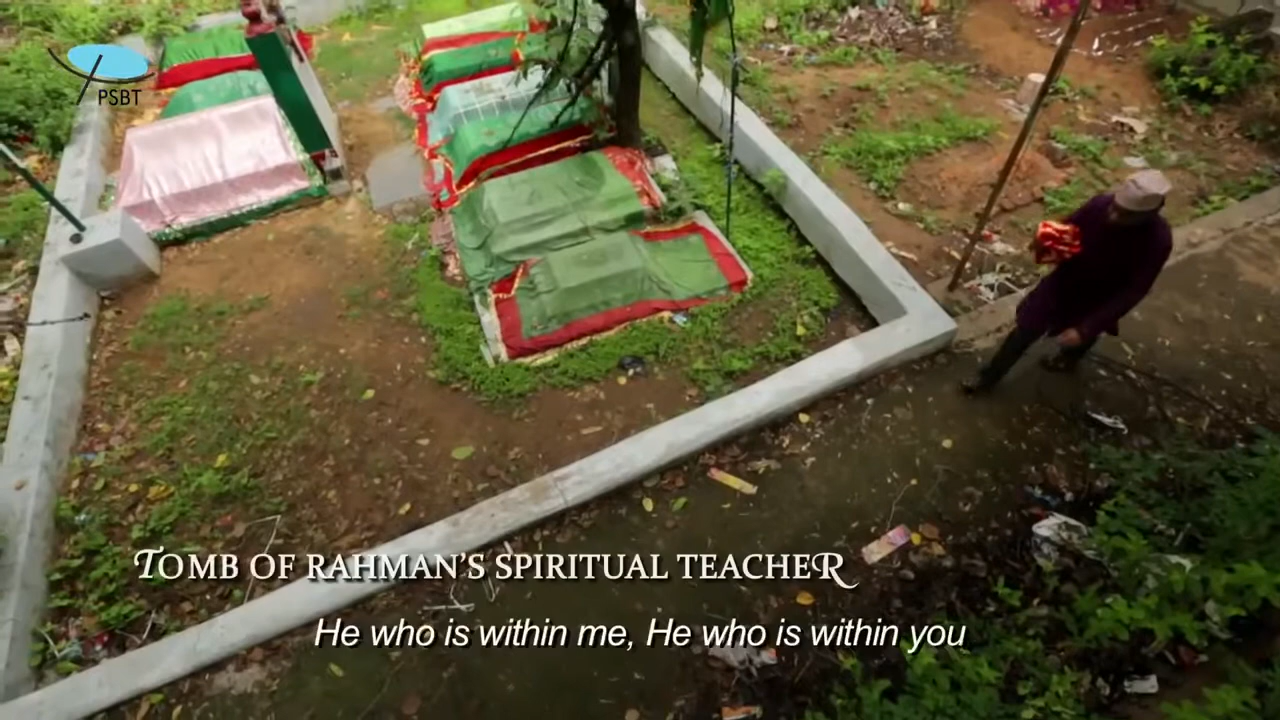 PSBT
TOMB OF RAHMAN'S SPIRITUAL TEACHER
He who is within me, He who is within you